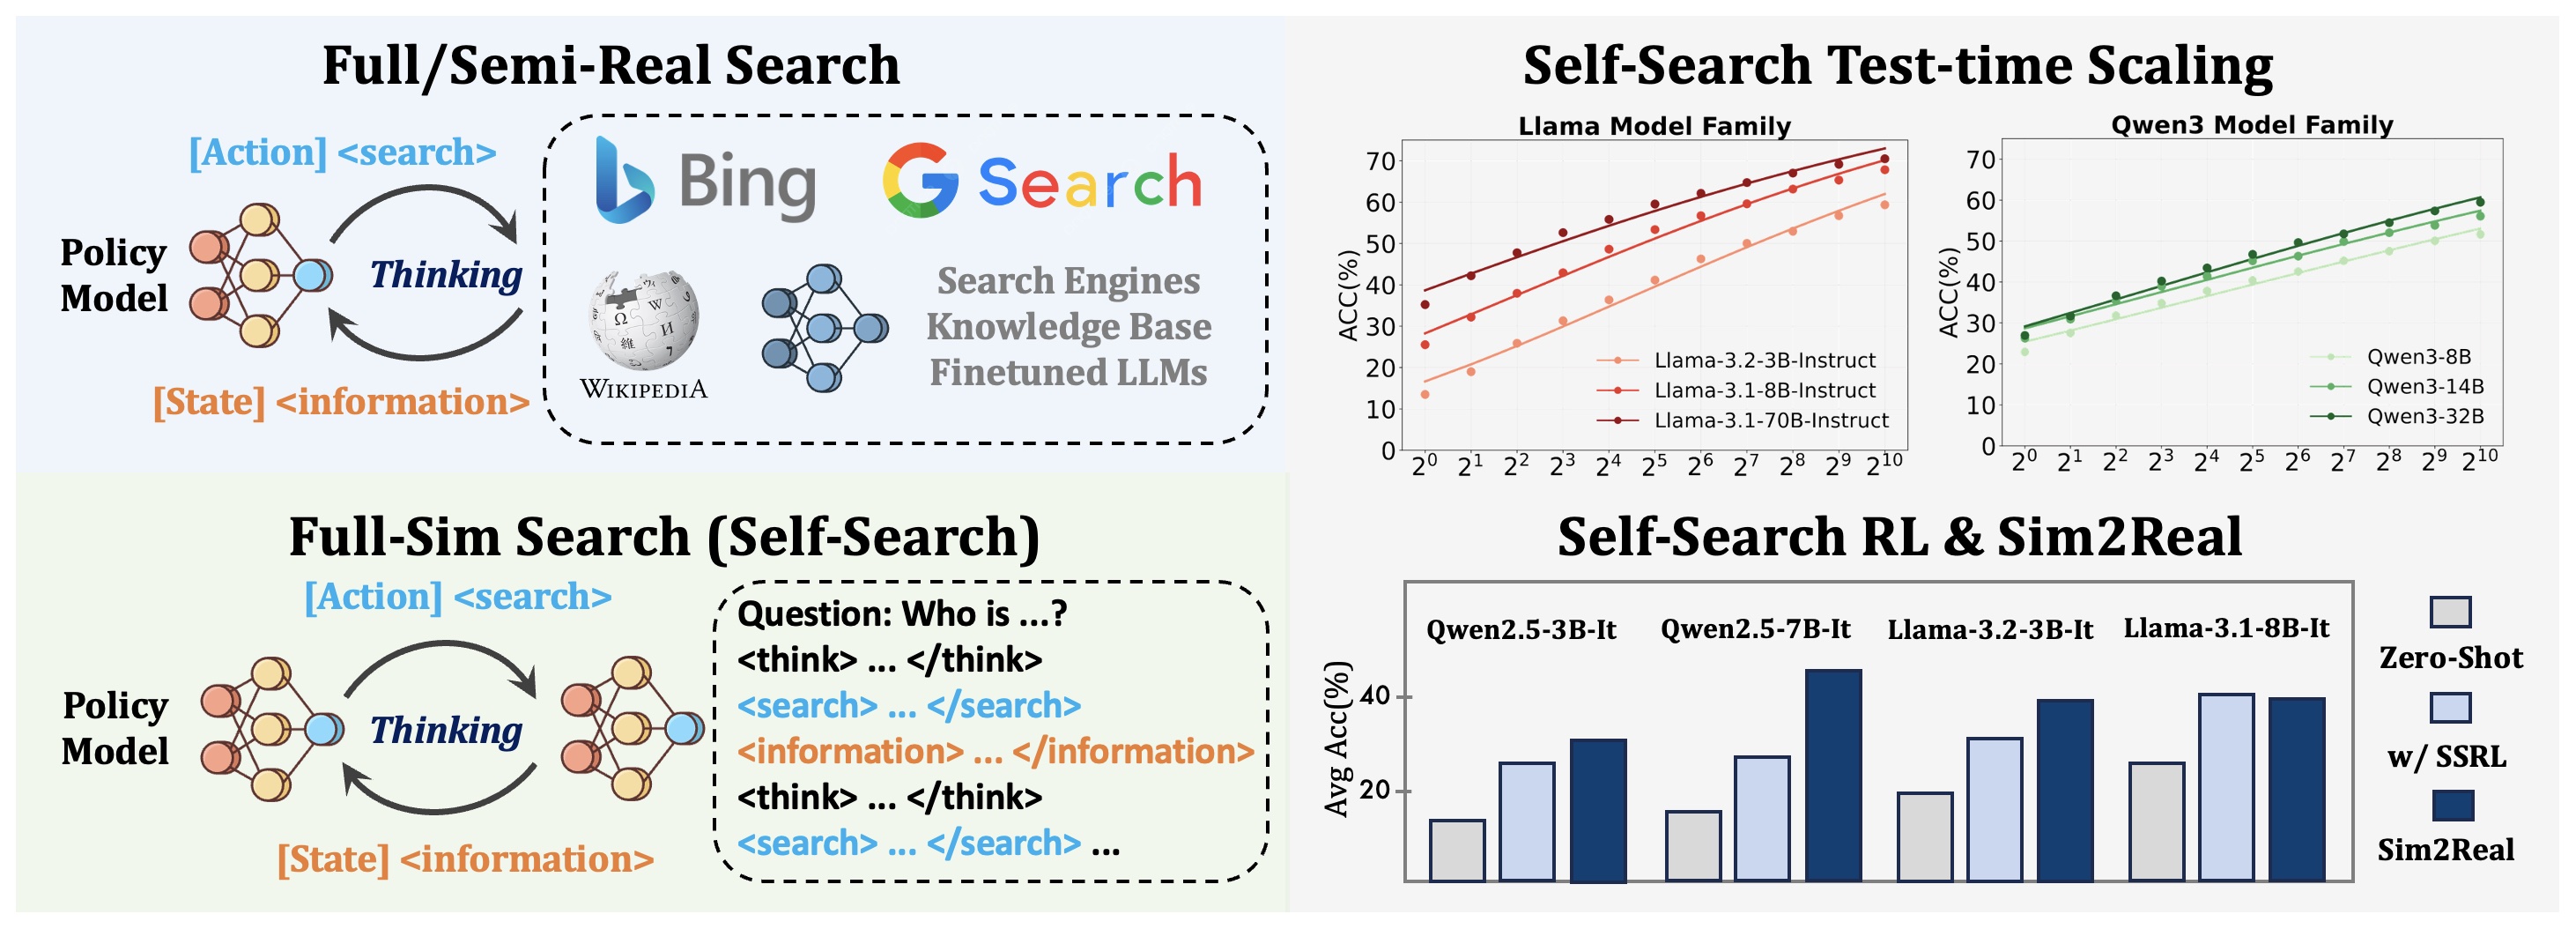 Full/Semi-Real Search
[Action] <search>
Policy
Model
Thinking
[State] <information>
Bing
G Search
WIKIPEDIA
Search Engines
Knowledge Base
Finetuned LLMs
Full-Sim Search (Self-Search)
[Action] <search>
Policy
Model
Thinking
[State] <information>
Question: Who is ...?
<think> ... </think>
<search> ... </search>
<information> ... </information>
<think> ... </think>
<search> ... </search> ...
Self-Search Test-time Scaling
Llama Model Family
ACC(%)
70
60
50
40
30
20
10
0
2^0 2^1 2^2 2^3 2^4 2^5 2^6 2^7 2^8 2^9 2^10
Llama-3.2-3B-Instruct
Llama-3.1-8B-Instruct
Llama-3.1-70B-Instruct
Qwen3 Model Family
ACC(%)
70
60
50
40
30
20
10
0
2^0 2^1 2^2 2^3 2^4 2^5 2^6 2^7 2^8 2^9 2^10
Qwen3-8B
Qwen3-14B
Qwen3-32B
Self-Search RL & Sim2Real
Avg Acc(%)
40
20
Qwen2.5-3B-It Qwen2.5-7B-It Llama-3.2-3B-It Llama-3.1-8B-It
Zero-Shot
w/ SSRL
Sim2Real